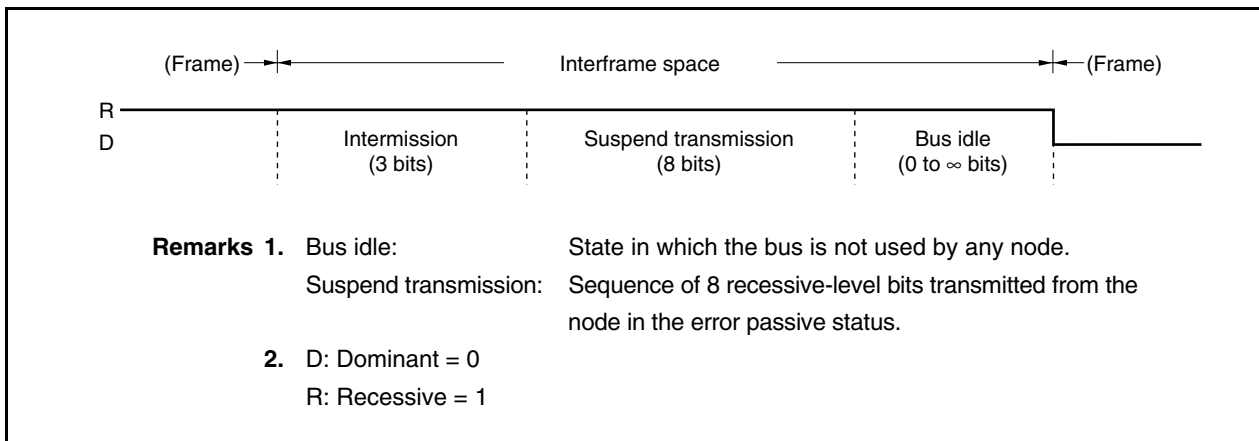 (Frame) Interframe space (Frame)
R
D
Intermission Suspend transmission Bus idle
(3 bits) (8 bits) (0 to ∞ bits)
Remarks 1. Bus idle: State in which the bus is not used by any node.
Suspend transmission: Sequence of 8 recessive-level bits transmitted from the
node in the error passive status.
2. D: Dominant = 0
R: Recessive = 1